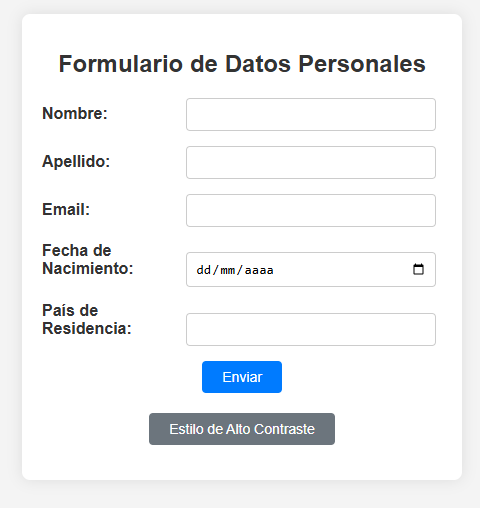 Formulario de Datos Personales
Nombre:
Apellido:
Email:
Fecha de
Nacimiento:
dd/mm/aaaa
País de
Residencia:
Enviar
Estilo de Alto Contraste